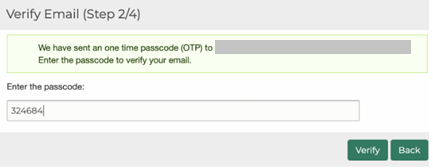 Verify Email (Step 2/4)
We have sent an one time passcode (OTP) to
Enter the passcode to verify your email.
Enter the passcode:
324684
Verify Back